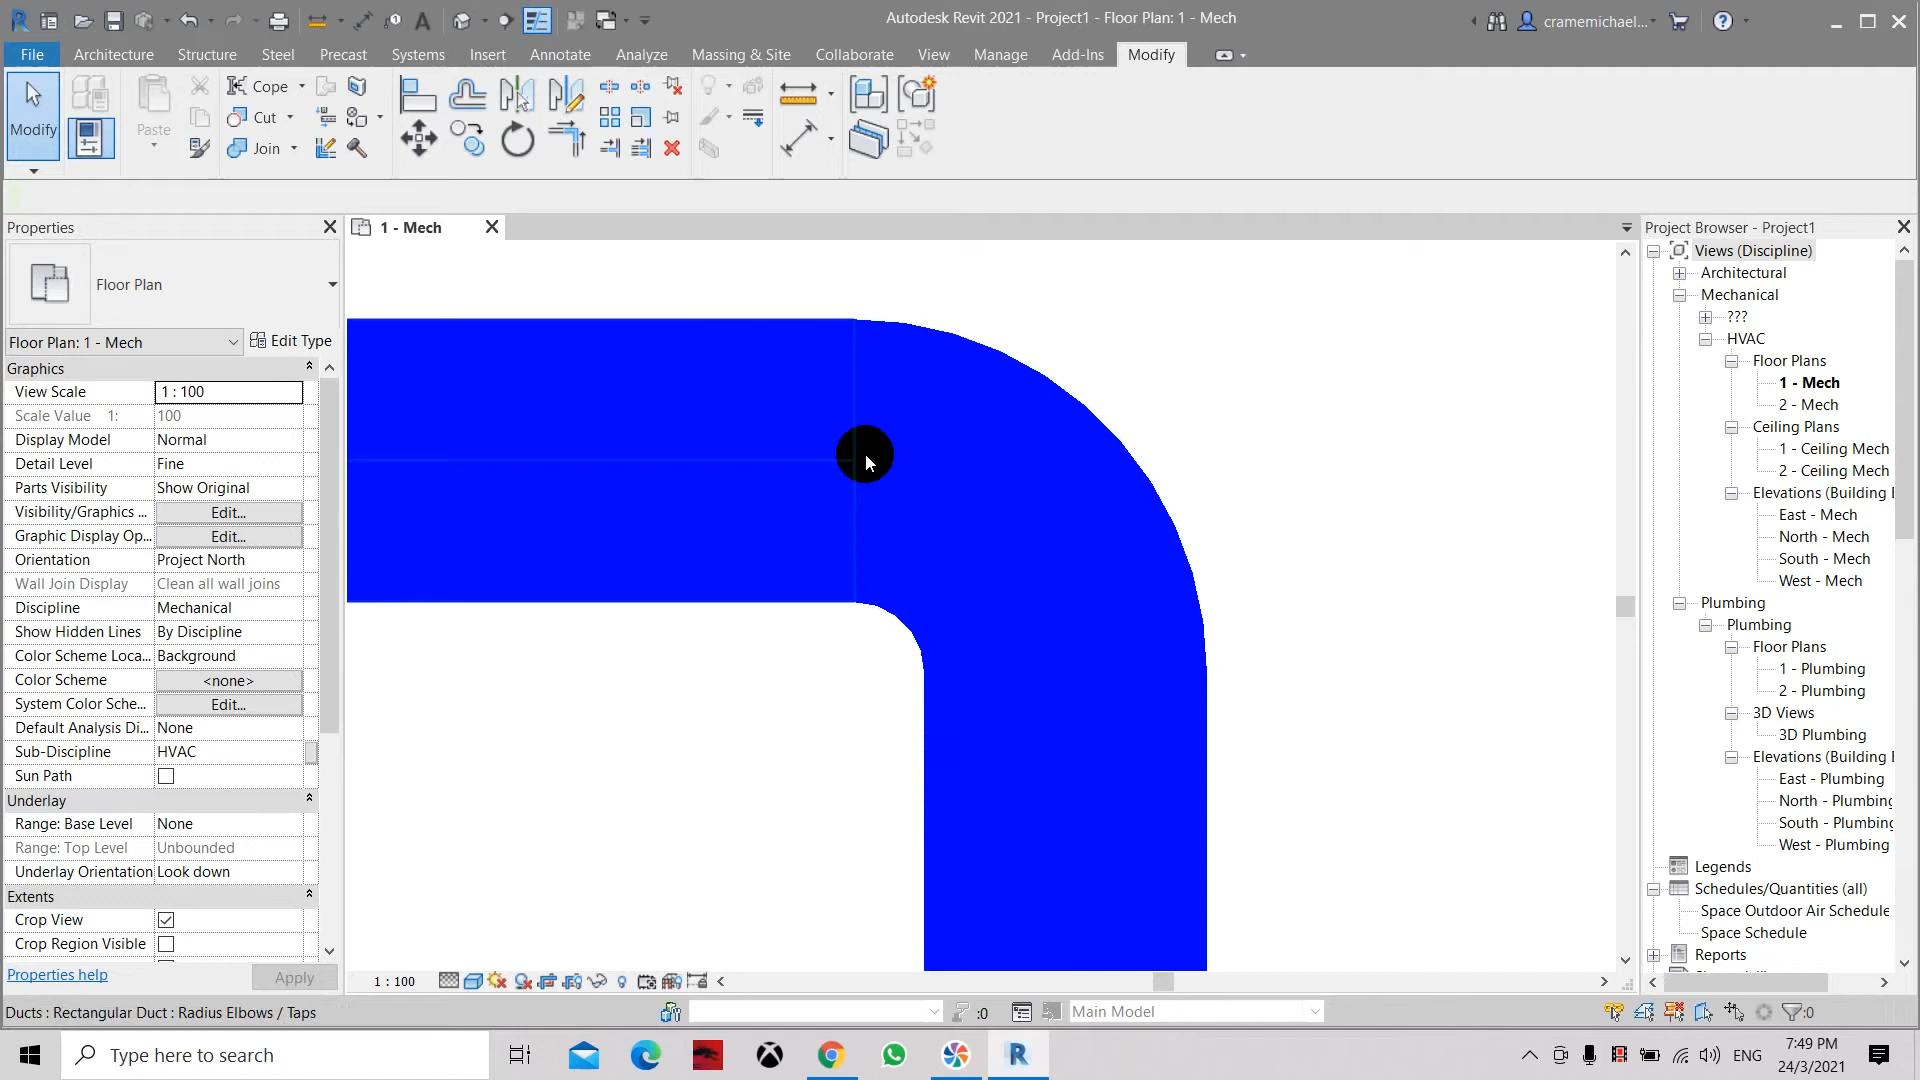 Autodesk Revit 2021 - Project1 - Floor Plan: 1 - Mech
cramemichael...
File Architecture Structure Steel Precast Systems Insert Annotate Analyze Massing & Site Collaborate View Manage Add-Ins Modify
Modify
Paste
Cope
Cut
Join
Properties
1 - Mech
Project Browser - Project1
Floor Plan
Floor Plan: 1 - Mech
Edit Type
Graphics
View Scale 1 : 100
Scale Value 1: 100
Display Model Normal
Detail Level Fine
Parts Visibility Show Original
Visibility/Graphics ... Edit...
Graphic Display Op... Edit...
Orientation Project North
Wall Join Display Clean all wall joins
Discipline Mechanical
Show Hidden Lines By Discipline
Color Scheme Loca... Background
Color Scheme <none>
System Color Sche... Edit...
Default Analysis Di... None
Sub-Discipline HVAC
Sun Path
Underlay
Range: Base Level None
Range: Top Level Unbounded
Underlay Orientation Look down
Extents
Crop View
Crop Region Visible
Properties help
Apply
1 : 100
Views (Discipline)
Architectural
Mechanical
???
HVAC
Floor Plans
1 - Mech
2 - Mech
Ceiling Plans
1 - Ceiling Mech
2 - Ceiling Mech
Elevations (Building E
East - Mech
North - Mech
South - Mech
West - Mech
Plumbing
Plumbing
Floor Plans
1 - Plumbing
2 - Plumbing
3D Views
3D Plumbing
Elevations (Building E
East - Plumbing
North - Plumbing
South - Plumbing
West - Plumbing
Legends
Schedules/Quantities (all)
Space Outdoor Air Schedule
Space Schedule
Reports
Ducts : Rectangular Duct : Radius Elbows / Taps
:0
Main Model
:0
Type here to search
ENG
7:49 PM
24/3/2021